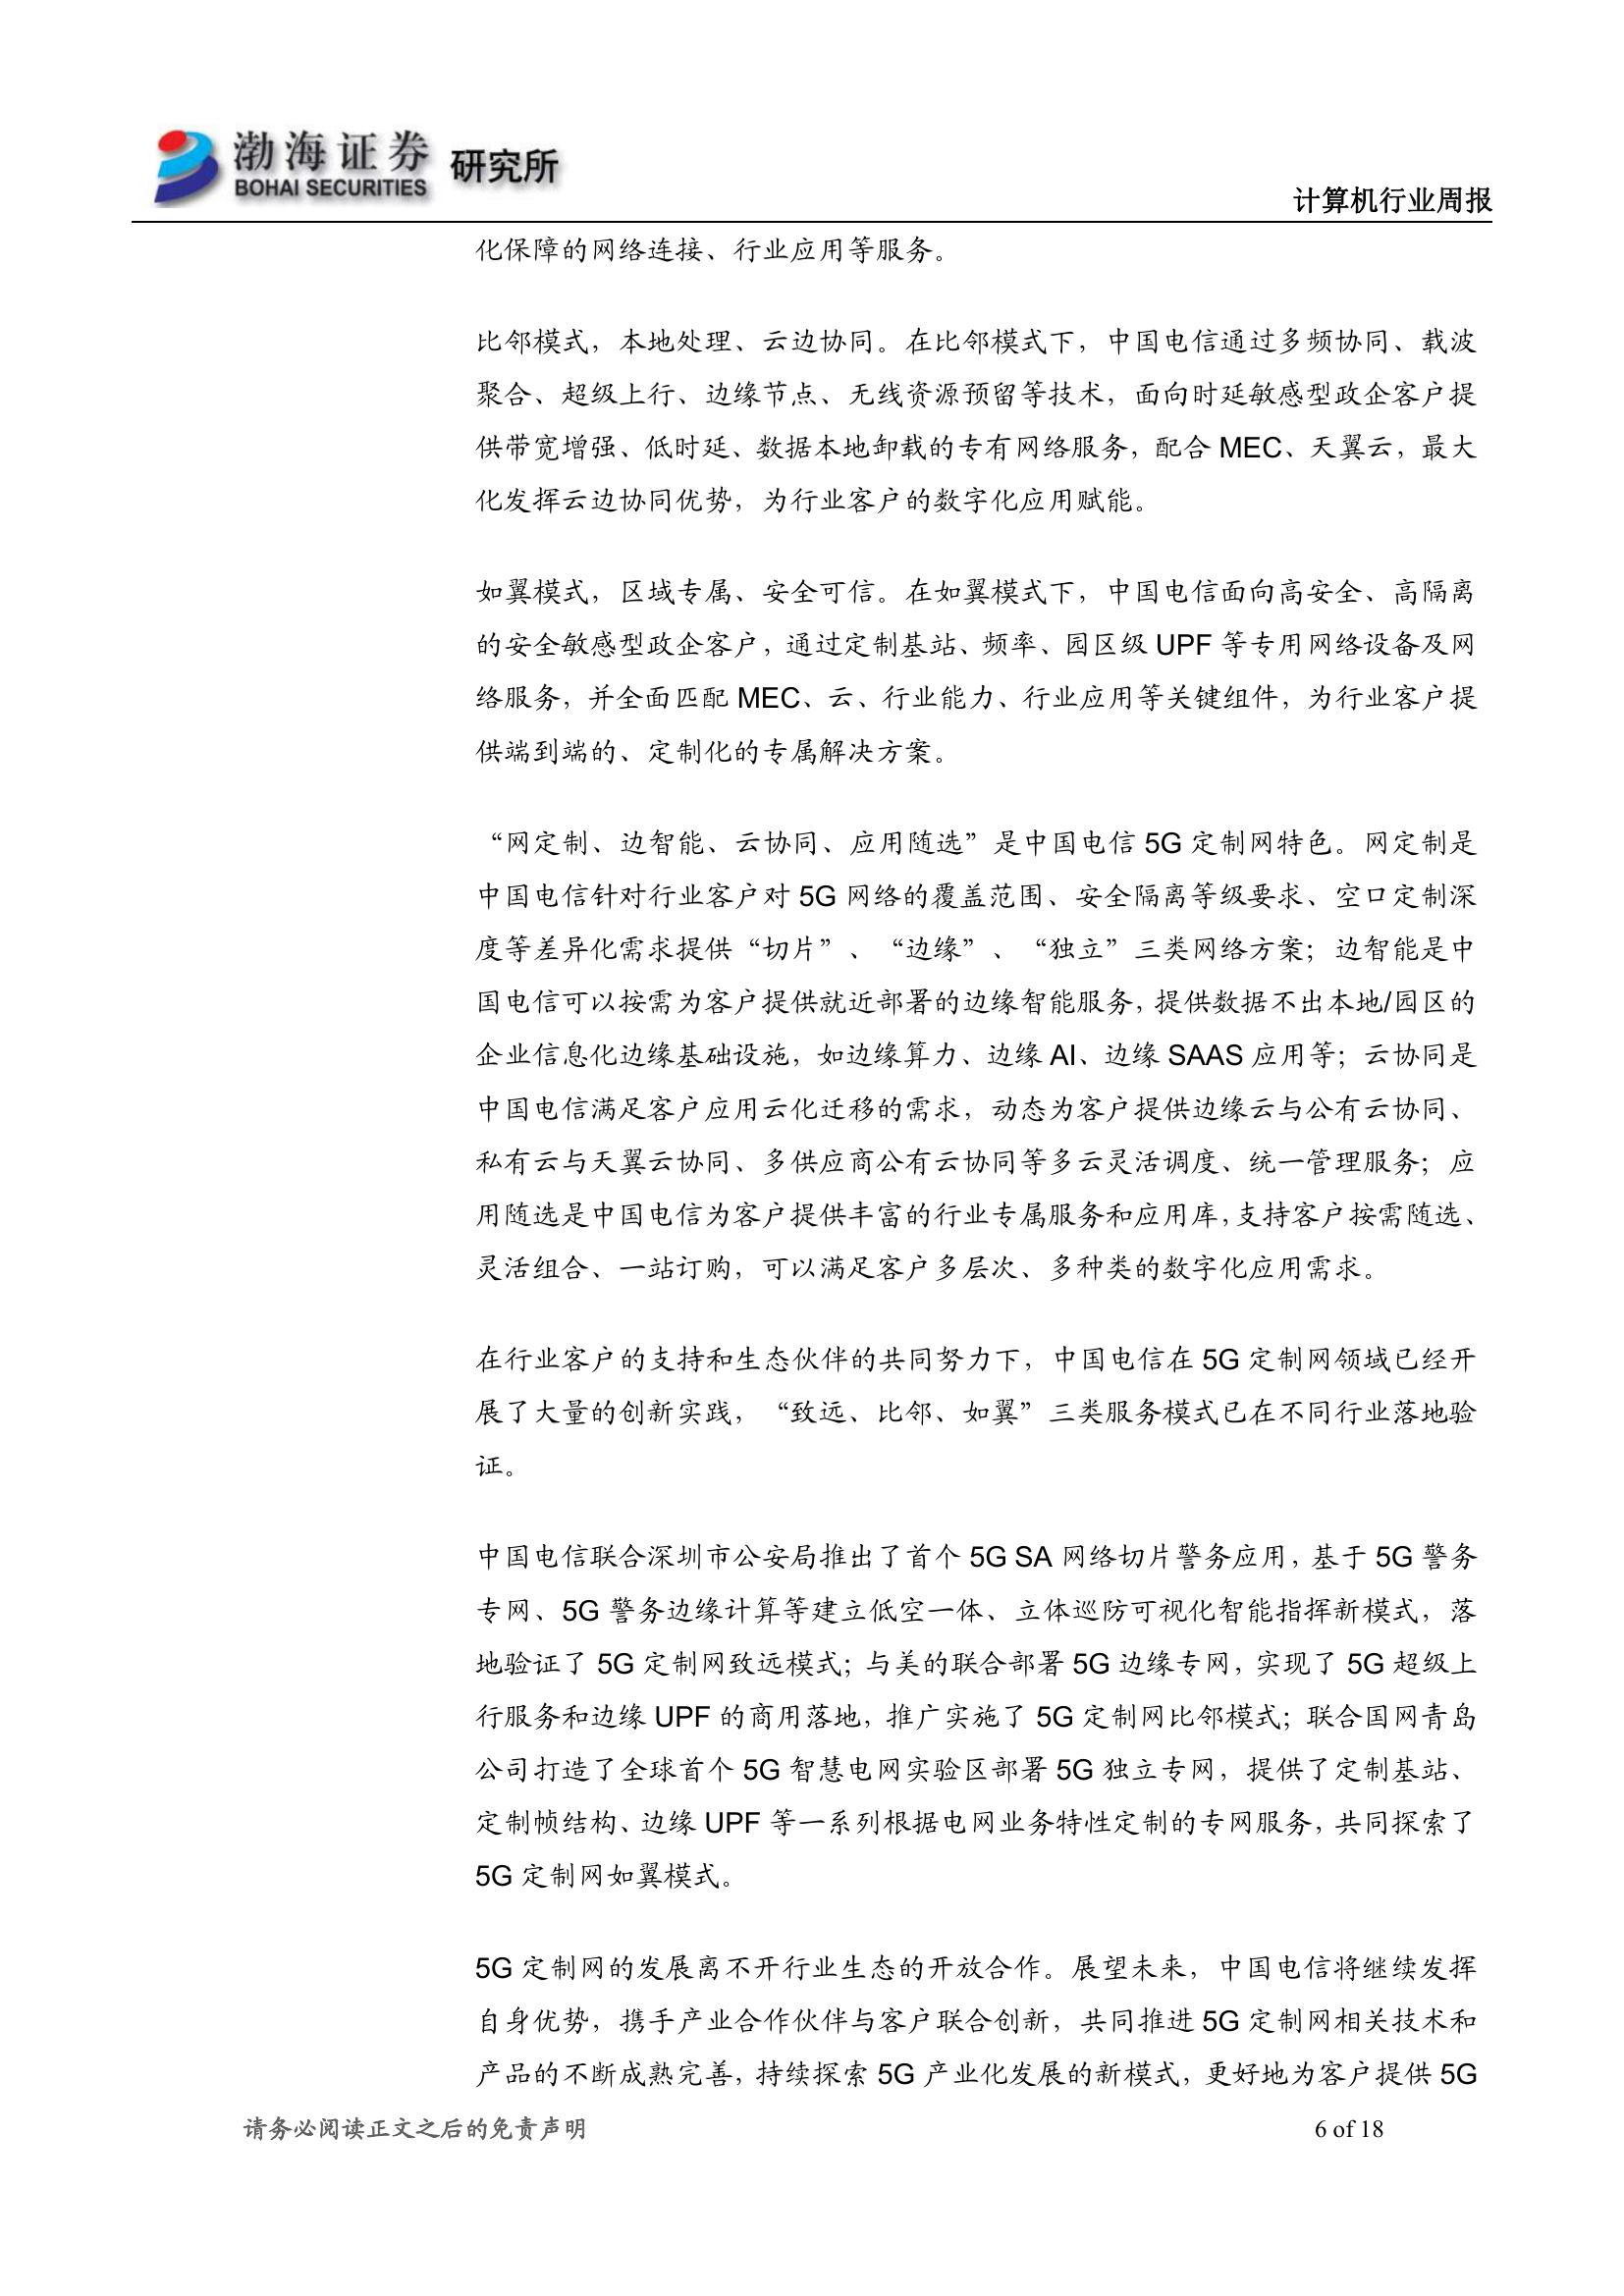 渤海证券 研究所
BOHAI SECURITIES
计算机行业周报
化保障的网络连接、行业应用等服务。
比邻模式，本地处理、云边协同。在比邻模式下，中国电信通过多频协同、载波
聚合、超级上行、边缘节点、无线资源预留等技术，面向时延敏感型政企客户提
供带宽增强、低时延、数据本地卸载的专有网络服务，配合 MEC、天翼云，最大
化发挥云边协同优势，为行业客户的数字化应用赋能。
如翼模式，区域专属、安全可信。在如翼模式下，中国电信面向高安全、高隔离
的安全敏感型政企客户，通过定制基站、频率、园区级 UPF 等专用网络设备及网
络服务，并全面匹配 MEC、云、行业能力、行业应用等关键组件，为行业客户提
供端到端的、定制化的专属解决方案。
“网定制、边智能、云协同、应用随选”是中国电信 5G 定制网特色。网定制是
中国电信针对行业客户对 5G 网络的覆盖范围、安全隔离等级要求、空口定制深
度等差异化需求提供“切片”、“边缘”、“独立”三类网络方案；边智能是中
国电信可以按需为客户提供就近部署的边缘智能服务，提供数据不出本地/园区的
企业信息化边缘基础设施，如边缘算力、边缘 AI、边缘 SAAS 应用等；云协同是
中国电信满足客户应用云化迁移的需求，动态为客户提供边缘云与公有云协同、
私有云与天翼云协同、多供应商公有云协同等多云灵活调度、统一管理服务；应
用随选是中国电信为客户提供丰富的行业专属服务和应用库，支持客户按需随选、
灵活组合、一站订购，可以满足客户多层次、多种类的数字化应用需求。
在行业客户的支持和生态伙伴的共同努力下，中国电信在 5G 定制网领域已经开
展了大量的创新实践，“致远、比邻、如翼”三类服务模式已在不同行业落地验
证。
中国电信联合深圳市公安局推出了首个 5G SA 网络切片警务应用，基于 5G 警务
专网、5G 警务边缘计算等建立低空一体、立体巡防可视化智能指挥新模式，落
地验证了 5G 定制网致远模式；与美的联合部署 5G 边缘专网，实现了 5G 超级上
行服务和边缘 UPF 的商用落地，推广实施了 5G 定制网比邻模式；联合国网青岛
公司打造了全球首个 5G 智慧电网实验区部署 5G 独立专网，提供了定制基站、
定制帧结构、边缘 UPF 等一系列根据电网业务特性定制的专网服务，共同探索了
5G 定制网如翼模式。
5G 定制网的发展离不开行业生态的开放合作。展望未来，中国电信将继续发挥
自身优势，携手产业合作伙伴与客户联合创新，共同推进 5G 定制网相关技术和
产品的不断成熟完善，持续探索 5G 产业化发展的新模式，更好地为客户提供 5G
请务必阅读正文之后的免责声明
6 of 18